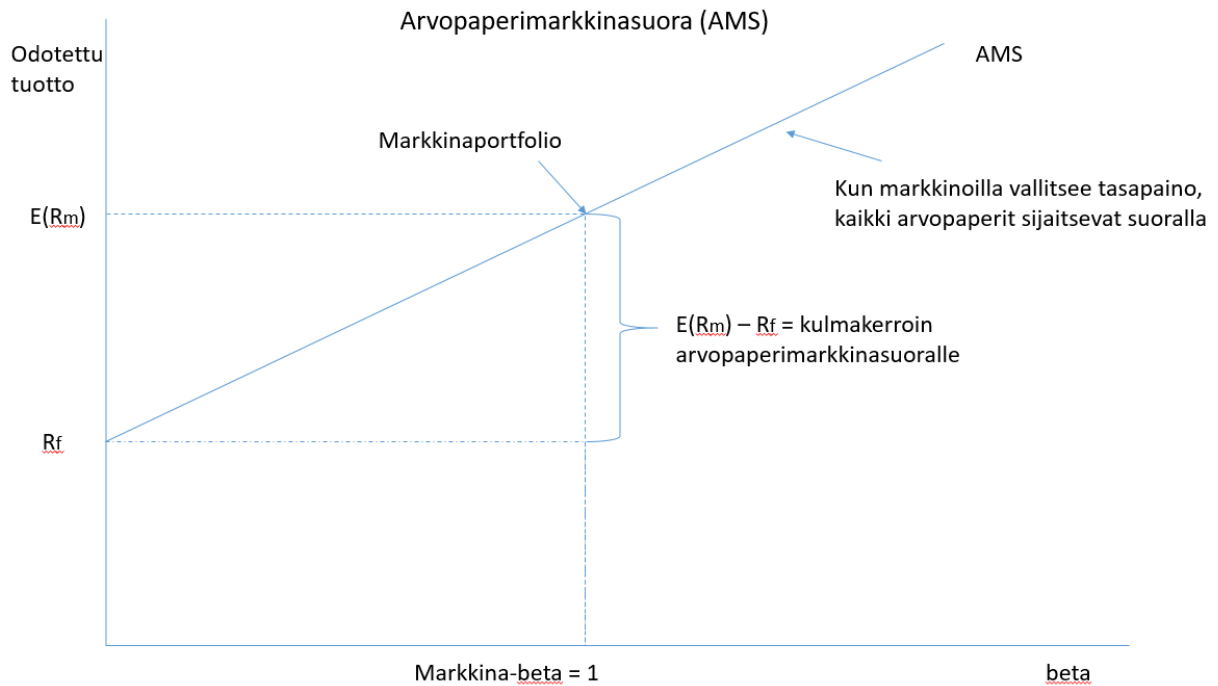 Arvopaperimarkkinasuora (AMS)
Odotettu
tuotto
AMS
Markkinaportfolio
Kun markkinoilla vallitsee tasapaino,
kaikki arvopaperit sijaitsevat suoralla
E(Rm)
E(Rm) – Rf = kulmakerroin
arvopaperimarkkinasuoralle
Rf
Markkina-beta = 1
beta